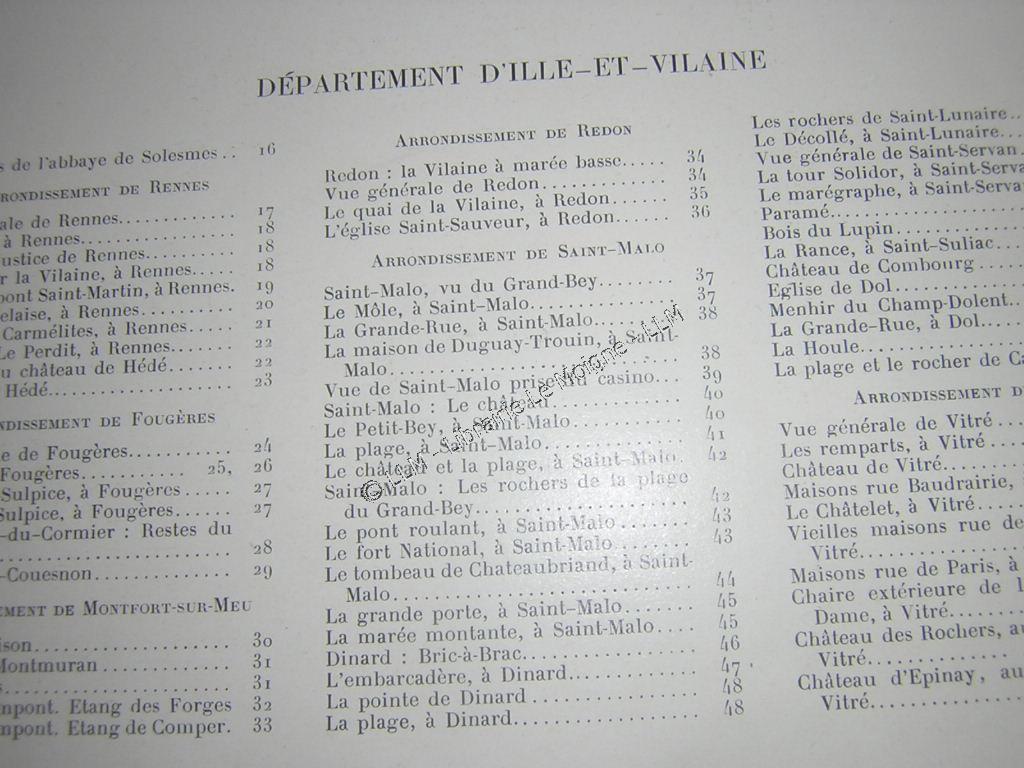 DÉPARTEMENT D'ILLE-ET-VILAINE
de l'abbaye de Solesmes.. 16
DE RENNES
de Rennes........... 17
à Rennes............... 18
de Rennes......... 18
la Vilaine, à Rennes..... 18
pont Saint-Martin, à Rennes. 19
à Rennes.......... 20
Carmélites, à Rennes...... 21
Le Perdit, à Rennes....... 22
château de Hédé....... 22
Hédé................... 23
DE FOUGÈRES
de Fougères........... 24
Fougères........ 25, 26
Sulpice, à Fougères...... 27
Sulpice, à Fougères..... 27
du-Cormier : Restes du
.................... 28
-Couesnon............... 29
DE MONTFORT-SUR-MEU
.................... 30
Montmuran............. 31
.................... 31
Etang des Forges 32
Etang de Comper. 33
ARRONDISSEMENT DE REDON
Redon : la Vilaine à marée basse..... 34
Vue générale de Redon............. 34
Le quai de la Vilaine, à Redon...... 35
L'église Saint-Sauveur, à Redon...... 36
ARRONDISSEMENT DE SAINT-MALO
Saint-Malo, vu du Grand-Bey........ 37
Le Môle, à Saint-Malo............. 37
La Grande-Rue, à Saint-Malo........ 38
La maison de Duguay-Trouin, à Saint-
Malo......................... 38
Vue de Saint-Malo prise du casino... 39
Saint-Malo : Le château............ 40
Le Petit-Bey, à Saint-Malo.......... 40
La plage, à Saint-Malo............. 41
Le château et la plage, à Saint-Malo. 42
Saint-Malo : Les rochers de la plage
du Grand-Bey.................. 42
Le pont roulant, à Saint-Malo....... 43
Le fort National, à Saint-Malo....... 43
Le tombeau de Chateaubriand, à Saint-
Malo......................... 44
La grande porte, à Saint-Malo....... 45
La marée montante, à Saint-Malo.... 45
Dinard : Bric-à-Brac............... 46
L'embarcadère, à Dinard........... 47
La pointe de Dinard............... 48
La plage, à Dinard................ 48
Les rochers de Saint-Lunaire..
Le Décollé, à Saint-Lunaire...
Vue générale de Saint-Servan.
La tour Solidor, à Saint-Serva
Le marégraphe, à Saint-Serva
Paramé...................
Bois du Lupin.............
La Rance, à Saint-Suliac....
Château de Combourg......
Eglise de Dol..............
Menhir du Champ-Dolent..
La Grande-Rue, à Dol......
La Houle.................
La plage et le rocher de Ca
ARRONDISSEMENT D
Vue générale de Vitré......
Les remparts, à Vitré.....
Château de Vitré.........
Maisons rue Baudrairie,
Le Châtelet, à Vitré......
Vieilles maisons rue de
Vitré...............
Maisons rue de Paris, à
Chaire extérieure de l
Dame, à Vitré........
Château des Rochers, au
Vitré...............
Château d'Epinay, au
Vitré...............
© LLM - Librairie Le Moigne - LLM